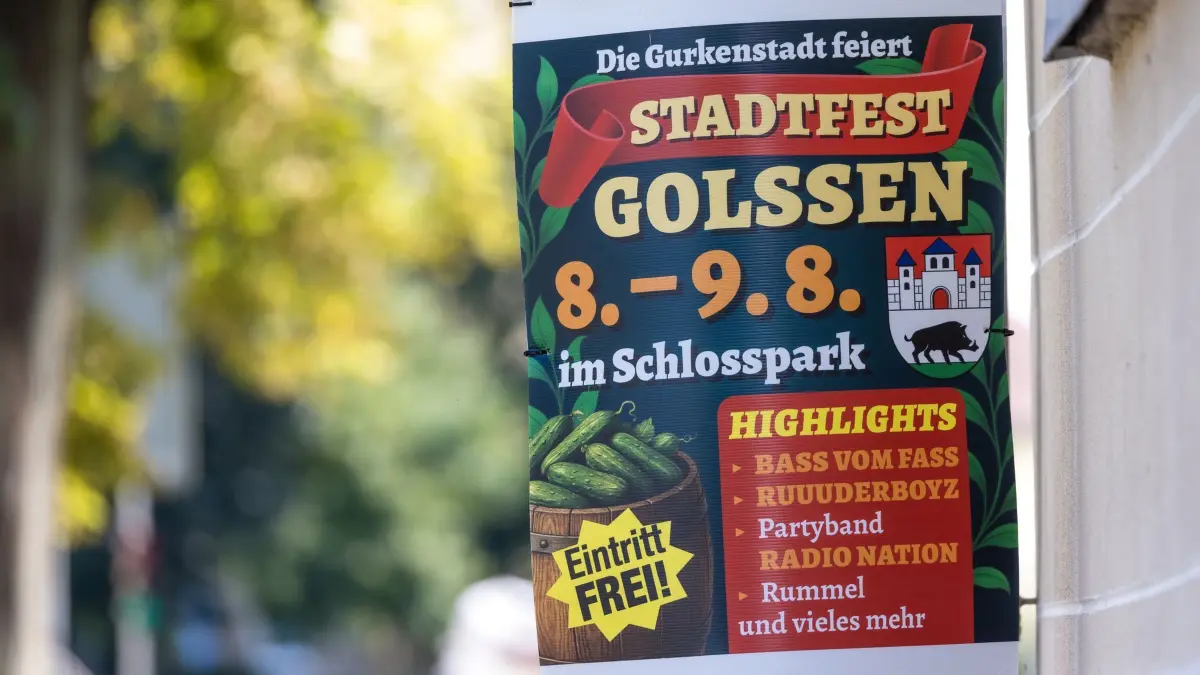 Die Gurkenstadt feiert
STADTFEST
GOLSSEN
8. – 9. 8.
im Schlosspark
HIGHLIGHTS
▸ BASS VOM FASS
▸ RUUUDERBOYZ
▸ Partyband
RADIO NATION
▸ Rummel
und vieles mehr
Eintritt
FREI!